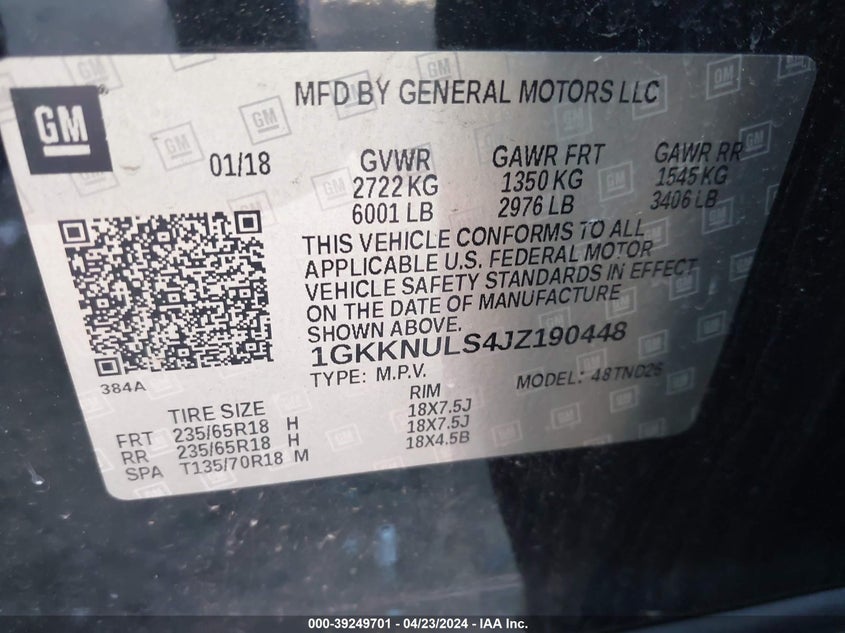 GM
MFD BY GENERAL MOTORS LLC
01/18
GVWR
2722 KG
6001 LB
GAWR FRT
1350 KG
2976 LB
GAWR RR
1545 KG
3406 LB
THIS VEHICLE CONFORMS TO ALL
APPLICABLE U.S. FEDERAL MOTOR
VEHICLE SAFETY STANDARDS IN EFFECT
ON THE DATE OF MANUFACTURE
SHOWN ABOVE.
1GKKNULS4JZ190448
TYPE: M.P.V.
MODEL: 48TND26
384A
TIRE SIZE RIM
FRT 235/65R18 H 18X7.5J
RR 235/65R18 H 18X7.5J
SPA T135/70R18 M 18X4.5B
000-39249701 - 04/23/2024 - IAA Inc.